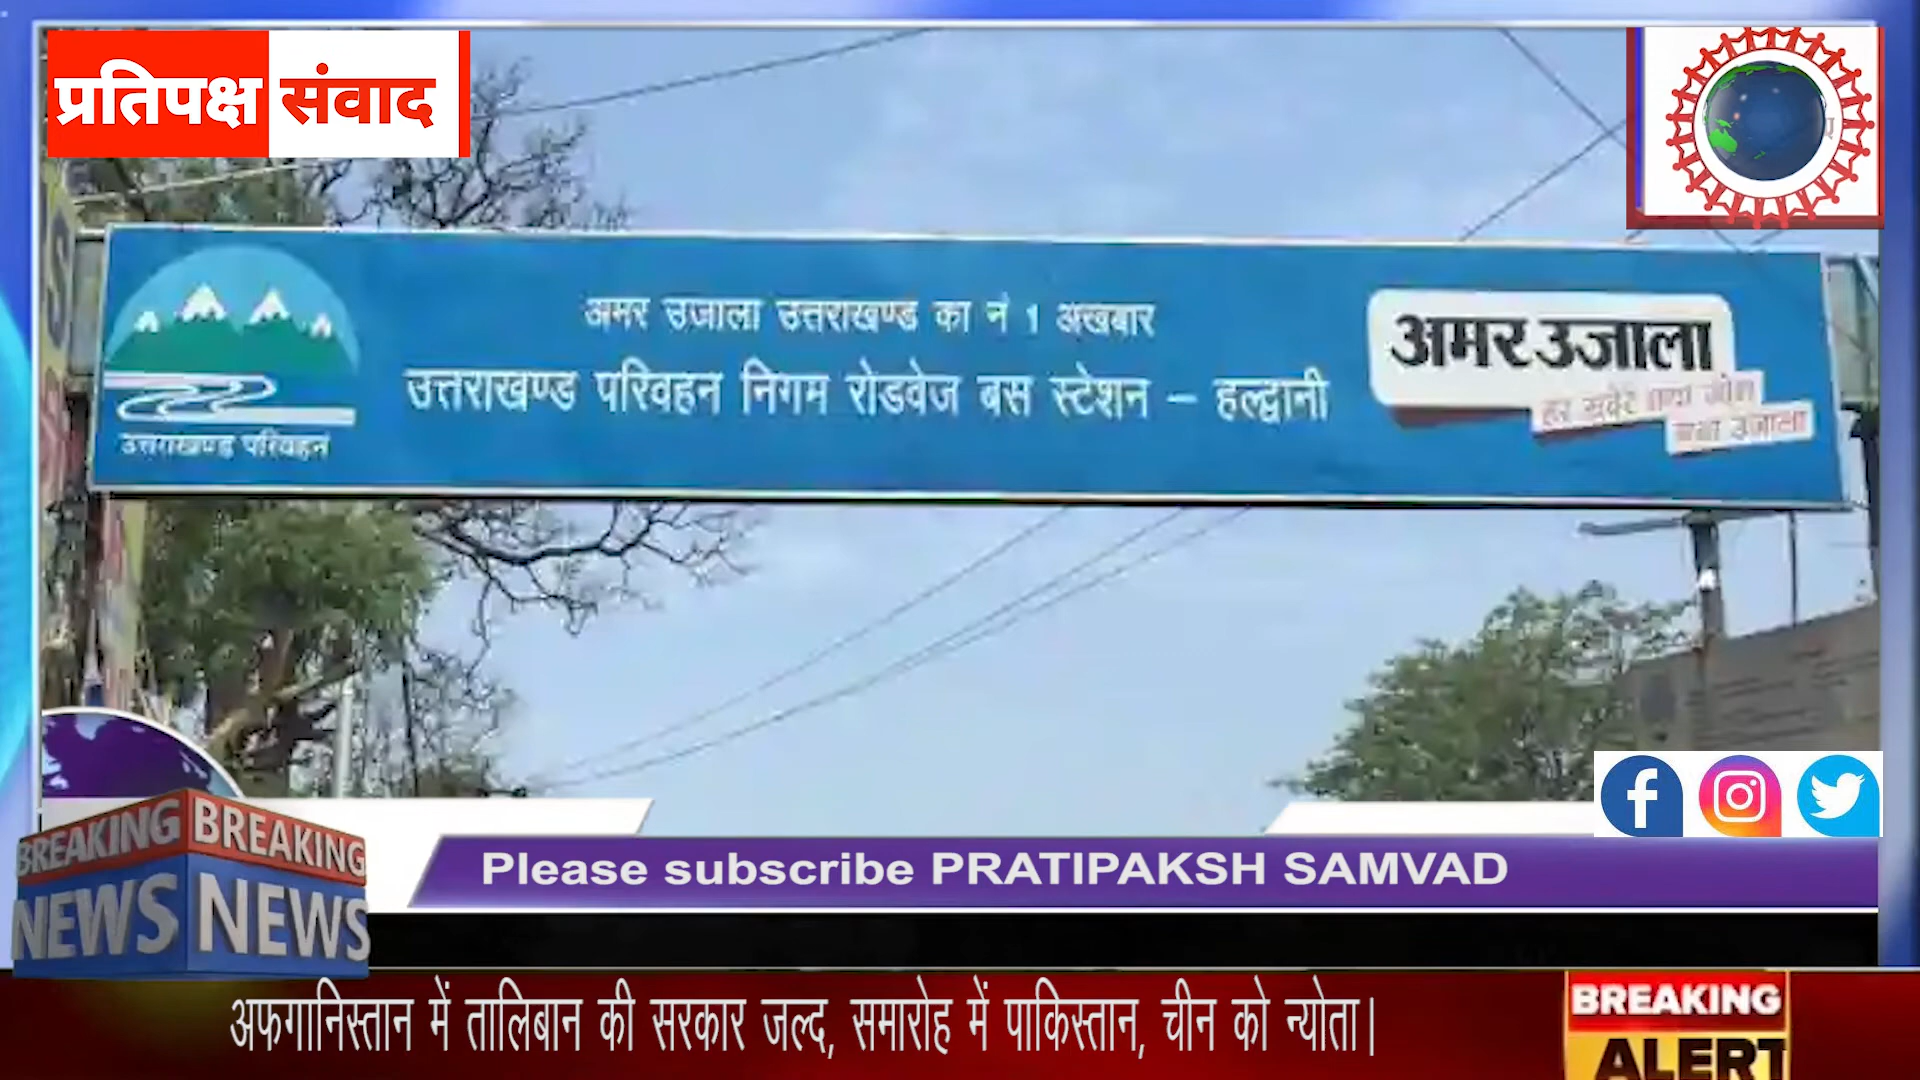 प्रतिपक्ष संवाद
अमर उजाला उत्तराखण्ड का नं 1 अखबार
उत्तराखण्ड परिवहन निगम रोडवेज बस स्टेशन – हल्द्वानी
उत्तराखण्ड परिवहन
अमर उजाला
उजाला
BREAKING BREAKING
NEWS NEWS
Please subscribe PRATIPAKSH SAMVAD
अफगानिस्तान में तालिबान की सरकार जल्द, समारोह में पाकिस्तान, चीन को न्योता।
BREAKING
ALERT